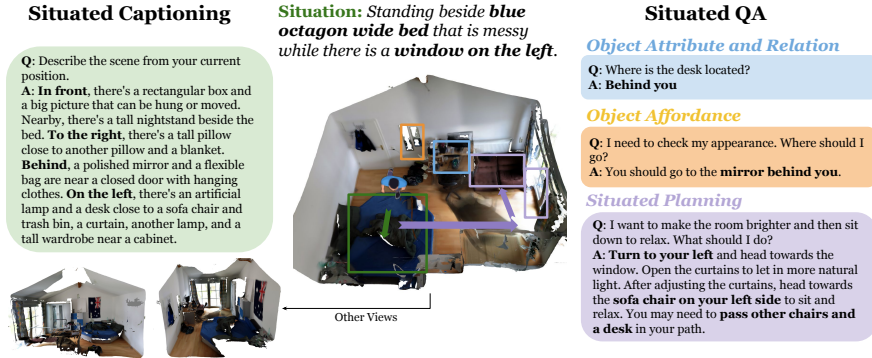 Situated Captioning
Q: Describe the scene from your current
position.
A: In front, there's a rectangular box and
a big picture that can be hung or moved.
Nearby, there's a tall nightstand beside the
bed. To the right, there's a tall pillow
close to another pillow and a blanket.
Behind, a polished mirror and a flexible
bag are near a closed door with hanging
clothes. On the left, there's an artificial
lamp and a desk close to a sofa chair and
trash bin, a curtain, another lamp, and a
tall wardrobe near a cabinet.
Situation: Standing beside blue
octagon wide bed that is messy
while there is a window on the left.
Other Views
Situated QA
Object Attribute and Relation
Q: Where is the desk located?
A: Behind you
Object Affordance
Q: I need to check my appearance. Where should I
go?
A: You should go to the mirror behind you.
Situated Planning
Q: I want to make the room brighter and then sit
down to relax. What should I do?
A: Turn to your left and head towards the
window. Open the curtains to let in more natural
light. After adjusting the curtains, head towards
the sofa chair on your left side to sit and
relax. You may need to pass other chairs and
a desk in your path.